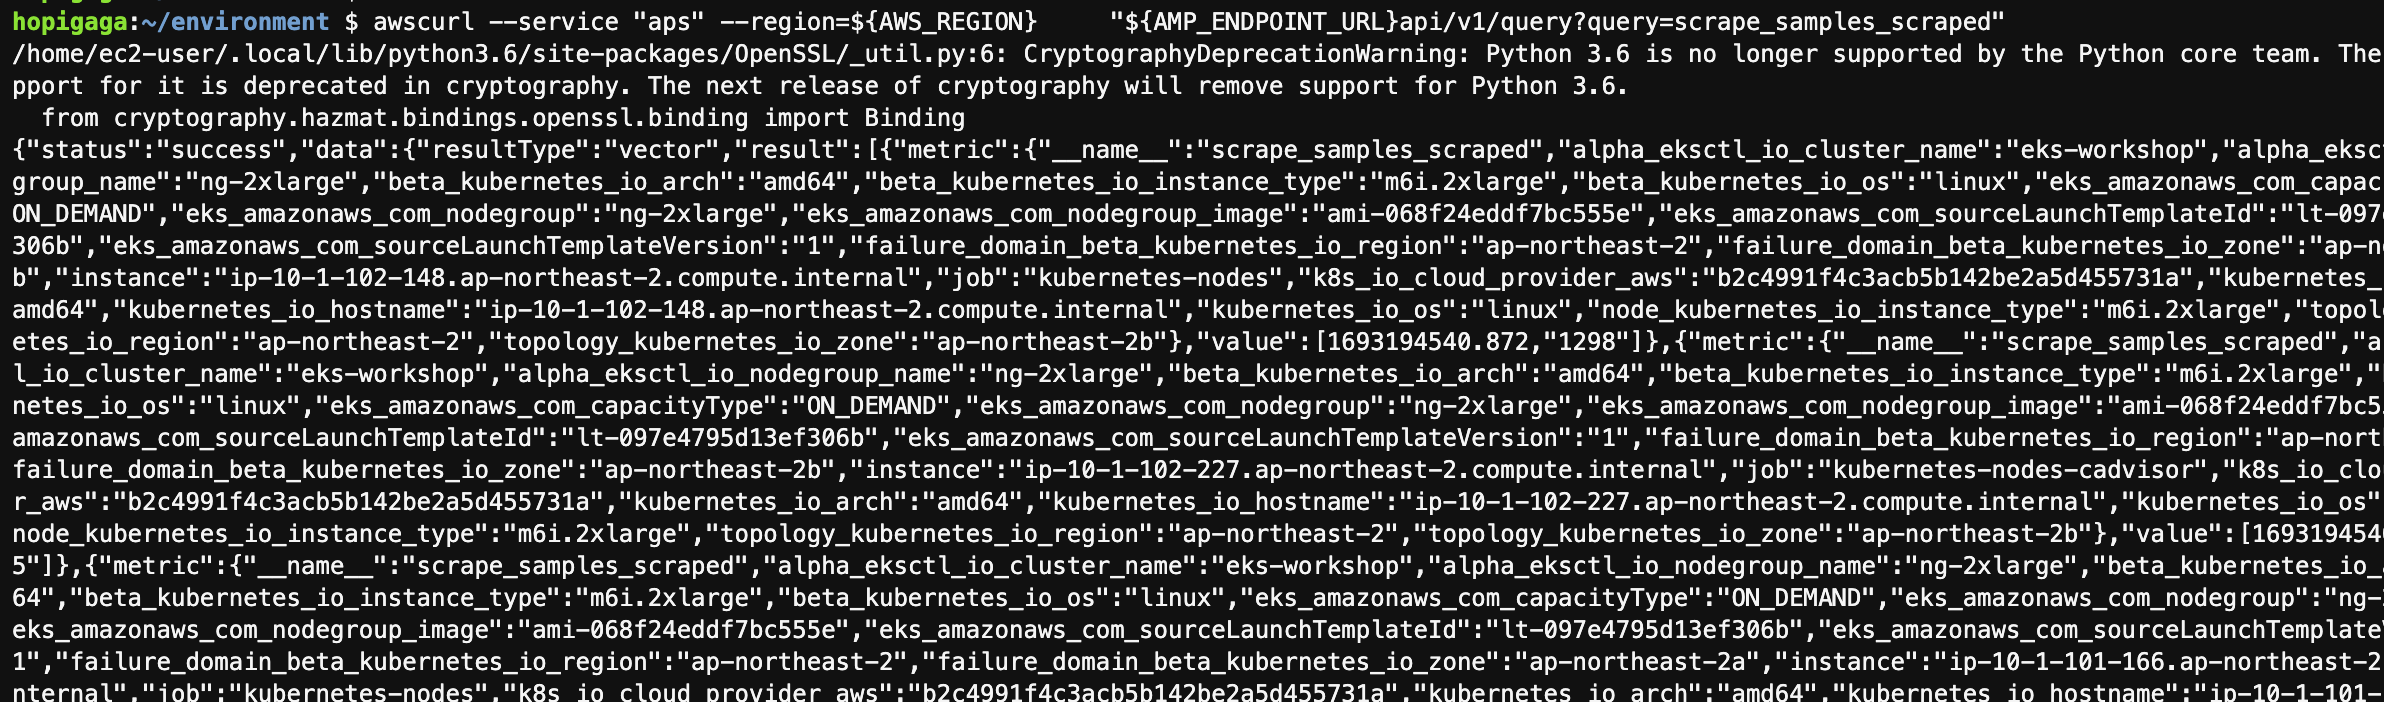 hopigaga:~/environment $ awscurl --service "aps" --region=${AWS_REGION}     "${AMP_ENDPOINT_URL}api/v1/query?query=scrape_samples_scraped"
/home/ec2-user/.local/lib/python3.6/site-packages/OpenSSL/_util.py:6: CryptographyDeprecationWarning: Python 3.6 is no longer supported by the Python core team. The
pport for it is deprecated in cryptography. The next release of cryptography will remove support for Python 3.6.
  from cryptography.hazmat.bindings.openssl.binding import Binding
{"status":"success","data":{"resultType":"vector","result":[{"metric":{"__name__":"scrape_samples_scraped","alpha_eksctl_io_cluster_name":"eks-workshop","alpha_eksc
group_name":"ng-2xlarge","beta_kubernetes_io_arch":"amd64","beta_kubernetes_io_instance_type":"m6i.2xlarge","beta_kubernetes_io_os":"linux","eks_amazonaws_com_capac
ON_DEMAND","eks_amazonaws_com_nodegroup":"ng-2xlarge","eks_amazonaws_com_nodegroup_image":"ami-068f24eddf7bc555e","eks_amazonaws_com_sourceLaunchTemplateId":"lt-097
306b","eks_amazonaws_com_sourceLaunchTemplateVersion":"1","failure_domain_beta_kubernetes_io_region":"ap-northeast-2","failure_domain_beta_kubernetes_io_zone":"ap-n
b","instance":"ip-10-1-102-148.ap-northeast-2.compute.internal","job":"kubernetes-nodes","k8s_io_cloud_provider_aws":"b2c4991f4c3acb5b142be2a5d455731a","kubernetes_
amd64","kubernetes_io_hostname":"ip-10-1-102-148.ap-northeast-2.compute.internal","kubernetes_io_os":"linux","node_kubernetes_io_instance_type":"m6i.2xlarge","topol
etes_io_region":"ap-northeast-2","topology_kubernetes_io_zone":"ap-northeast-2b"},"value":[1693194540.872,"1298"]},{"metric":{"__name__":"scrape_samples_scraped","a
l_io_cluster_name":"eks-workshop","alpha_eksctl_io_nodegroup_name":"ng-2xlarge","beta_kubernetes_io_arch":"amd64","beta_kubernetes_io_instance_type":"m6i.2xlarge","
netes_io_os":"linux","eks_amazonaws_com_capacityType":"ON_DEMAND","eks_amazonaws_com_nodegroup":"ng-2xlarge","eks_amazonaws_com_nodegroup_image":"ami-068f24eddf7bc5
amazonaws_com_sourceLaunchTemplateId":"lt-097e4795d13ef306b","eks_amazonaws_com_sourceLaunchTemplateVersion":"1","failure_domain_beta_kubernetes_io_region":"ap-nort
failure_domain_beta_kubernetes_io_zone":"ap-northeast-2b","instance":"ip-10-1-102-227.ap-northeast-2.compute.internal","job":"kubernetes-nodes-cadvisor","k8s_io_clo
r_aws":"b2c4991f4c3acb5b142be2a5d455731a","kubernetes_io_arch":"amd64","kubernetes_io_hostname":"ip-10-1-102-227.ap-northeast-2.compute.internal","kubernetes_io_os"
node_kubernetes_io_instance_type":"m6i.2xlarge","topology_kubernetes_io_region":"ap-northeast-2","topology_kubernetes_io_zone":"ap-northeast-2b"},"value":[169319454
5"]},{"metric":{"__name__":"scrape_samples_scraped","alpha_eksctl_io_cluster_name":"eks-workshop","alpha_eksctl_io_nodegroup_name":"ng-2xlarge","beta_kubernetes_io_
64","beta_kubernetes_io_instance_type":"m6i.2xlarge","beta_kubernetes_io_os":"linux","eks_amazonaws_com_capacityType":"ON_DEMAND","eks_amazonaws_com_nodegroup":"ng-
eks_amazonaws_com_nodegroup_image":"ami-068f24eddf7bc555e","eks_amazonaws_com_sourceLaunchTemplateId":"lt-097e4795d13ef306b","eks_amazonaws_com_sourceLaunchTemplate
1","failure_domain_beta_kubernetes_io_region":"ap-northeast-2","failure_domain_beta_kubernetes_io_zone":"ap-northeast-2a","instance":"ip-10-1-101-166.ap-northeast-2
nternal","job":"kubernetes-nodes","k8s_io_cloud_provider_aws":"b2c4991f4c3acb5b142be2a5d455731a","kubernetes_io_arch":"amd64","kubernetes_io_hostname":"ip-10-1-101-